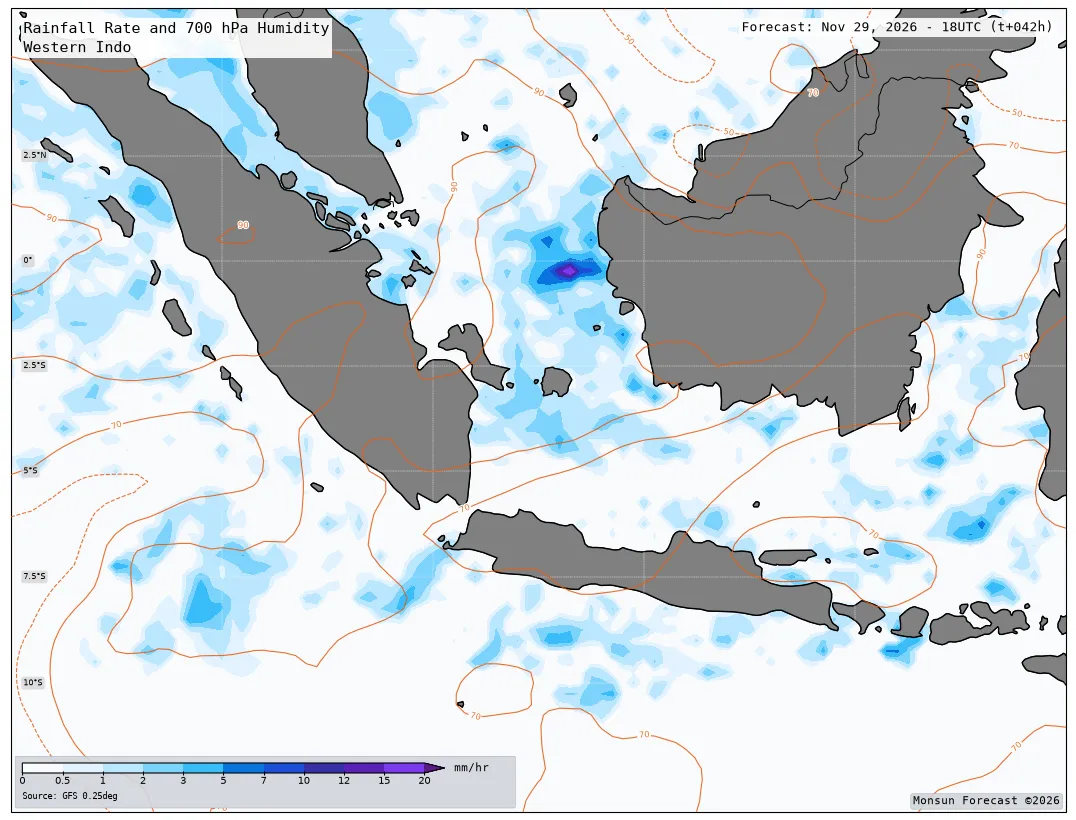 Rainfall Rate and 700 hPa Humidity
Western Indo
Forecast: Nov 29, 2026 - 18UTC (t+042h)
50
90
70
50
50
2.5°N
70
90
90
90
0°
90
2.5°S
70
70
5°S
70
70
7.5°S
10°S
70
70
70
mm/hr
0 0.5 1 2 3 5 7 10 12 15 20
Source: GFS 0.25deg
Monsun Forecast ©2026